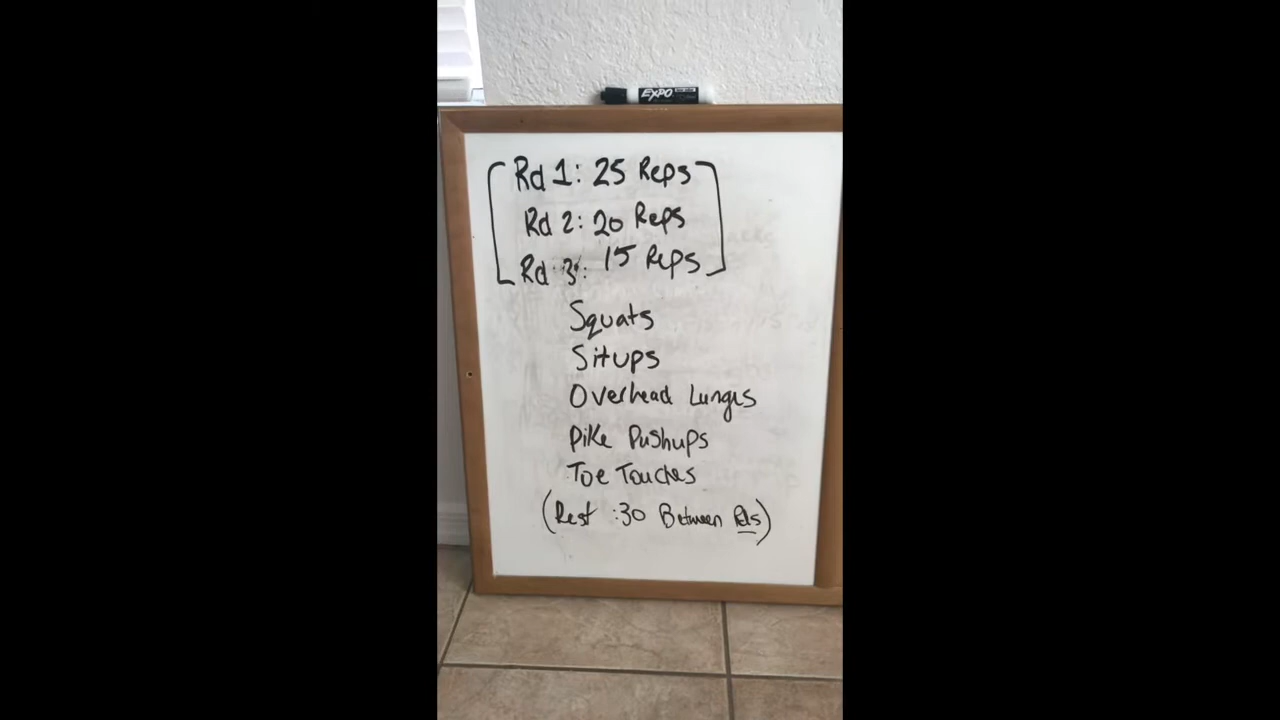 EXPO
Rd 1: 25 Reps
Rd 2: 20 Reps
Rd 3: 15 Reps
Squats
Situps
Overhead Lunges
Pike Pushups
Toe Touches
(Rest :30 Between Rds)